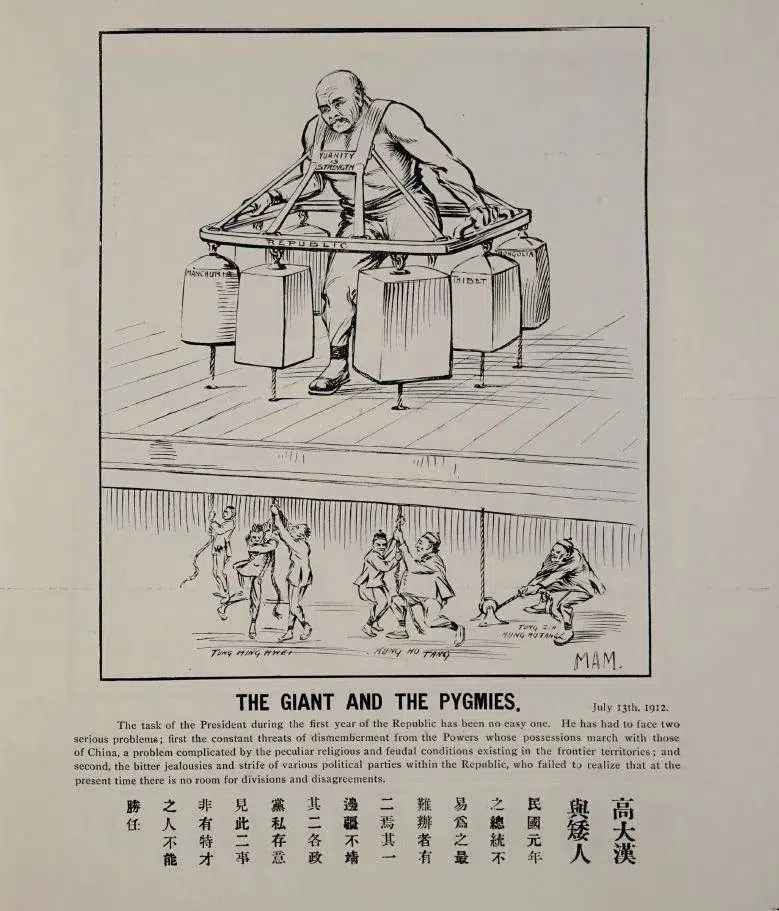 YUANITY
IS
STRENGTH
REPUBLIC
MANCHURIA
THIBET
MONGOLIA
TUNG MING HWEI
KUNG HO TANG
TUNG
KUNG HO TANG
MAM.
THE GIANT AND THE PYGMIES.
July 13th, 1912.
The task of the President during the first year of the Republic has been no easy one. He has had to face two
serious problems; first the constant threats of dismemberment from the Powers whose possessions march with those
of China, a problem complicated by the peculiar religious and feudal conditions existing in the frontier territories; and
second, the bitter jealousies and strife of various political parties within the Republic, who failed to realize that at the
present time there is no room for divisions and disagreements.
高大漢
與矮人
民國元年
之總統不
易為之最
難辦者有
二焉其一
邊疆不靖
其二各政
黨私存意
見此二事
非有特才
之人不能
勝任